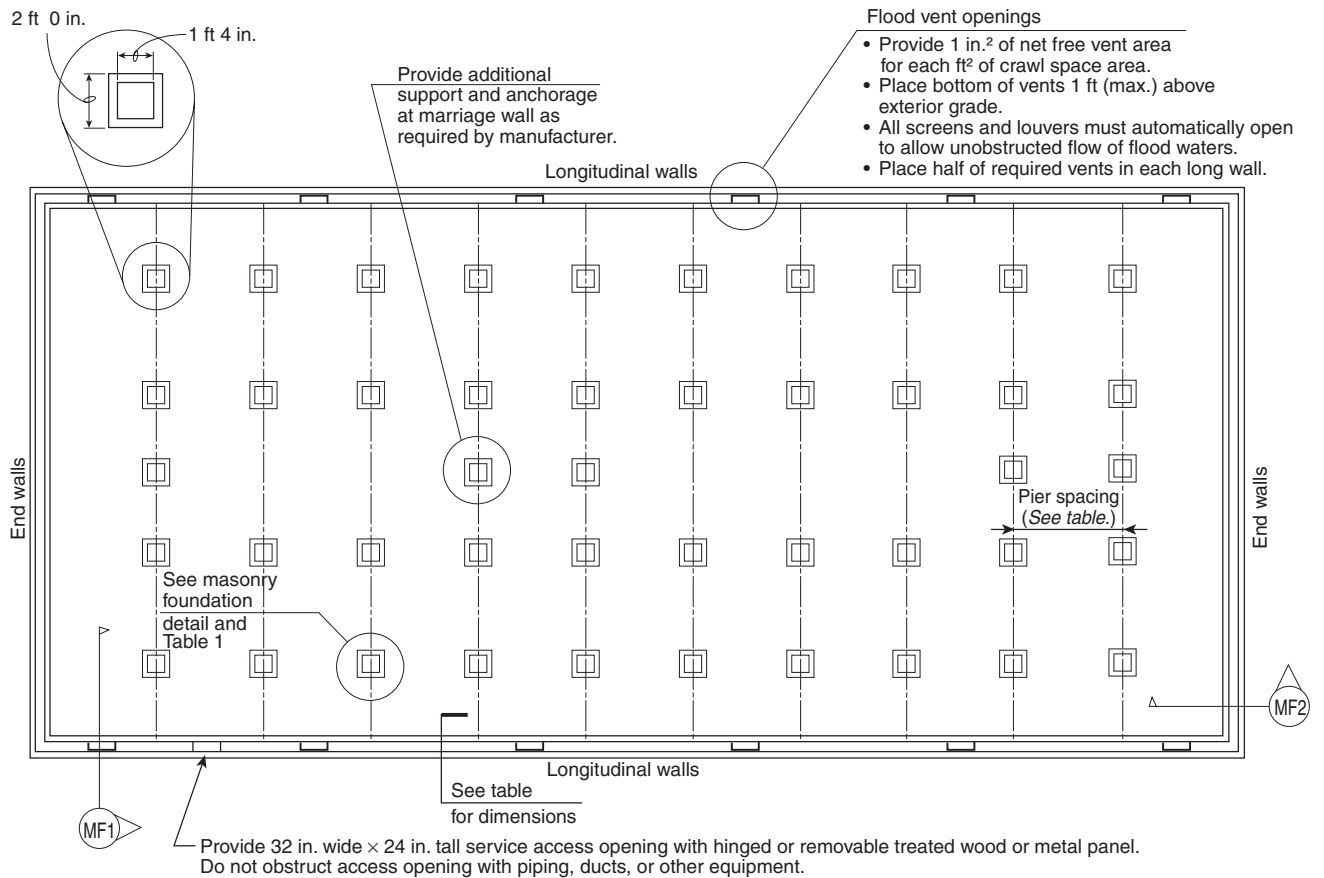 2 ft 0 in.
1 ft 4 in.
Provide additional
support and anchorage
at marriage wall as
required by manufacturer.
Flood vent openings
• Provide 1 in.² of net free vent area
for each ft² of crawl space area.
• Place bottom of vents 1 ft (max.) above
exterior grade.
• All screens and louvers must automatically open
to allow unobstructed flow of flood waters.
• Place half of required vents in each long wall.
Longitudinal walls
End walls
End walls
Pier spacing
(See table.)
See masonry
foundation
detail and
Table 1
MF2
Longitudinal walls
See table
for dimensions
MF1
Provide 32 in. wide × 24 in. tall service access opening with hinged or removable treated wood or metal panel.
Do not obstruct access opening with piping, ducts, or other equipment.